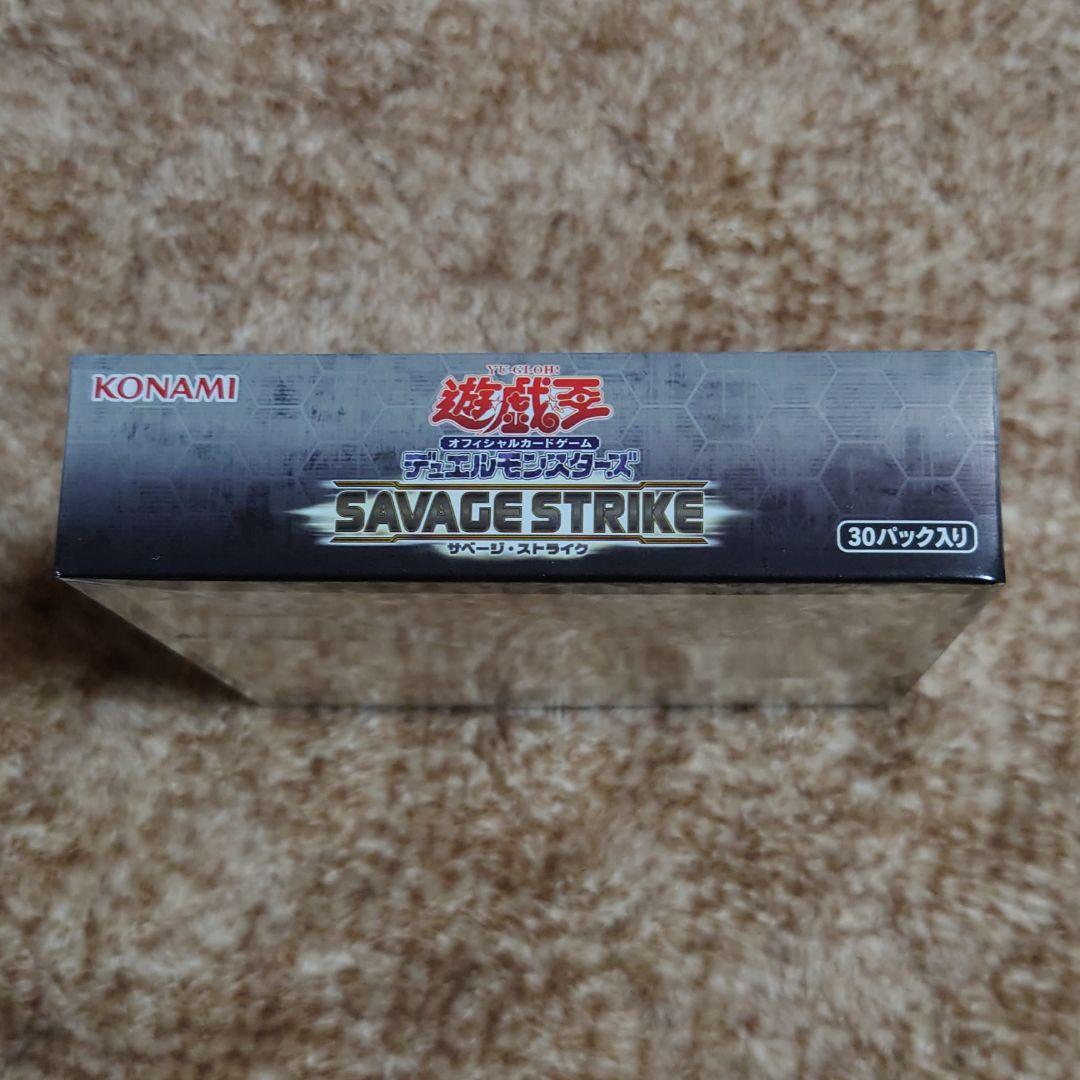 KONAMI
YU-GI-OH!
遊戯王
オフィシャルカードゲーム
デュエルモンスターズ
SAVAGE STRIKE
サベージ・ストライク
30パック入り